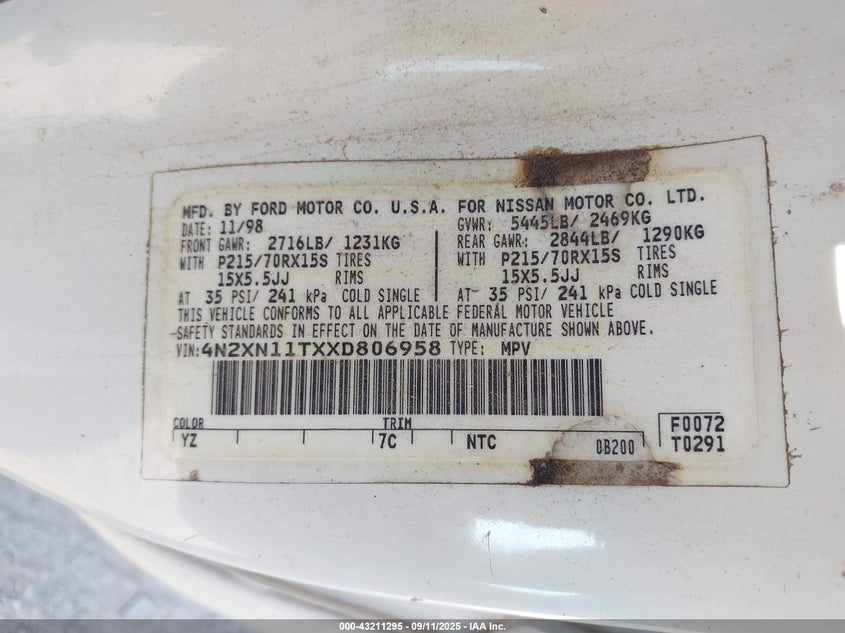 MFD. BY FORD MOTOR CO. U.S.A. FOR NISSAN MOTOR CO. LTD.
DATE: 11/98 GVWR: 5445LB/ 2469KG
FRONT GAWR: 2716LB/ 1231KG REAR GAWR: 2844LB/ 1290KG
WITH P215/70RX15S TIRES WITH P215/70RX15S TIRES
15X5.5JJ RIMS 15X5.5JJ RIMS
AT 35 PSI/ 241 kPa COLD SINGLE AT 35 PSI/ 241 kPa COLD SINGLE
THIS VEHICLE CONFORMS TO ALL APPLICABLE FEDERAL MOTOR VEHICLE
SAFETY STANDARDS IN EFFECT ON THE DATE OF MANUFACTURE SHOWN ABOVE.
VIN: 4N2XN11TXXD806958 TYPE: MPV
COLOR TRIM F0072
YZ 7C NTC 0B200 T0291
000-43211295 - 09/11/2025 - IAA Inc.